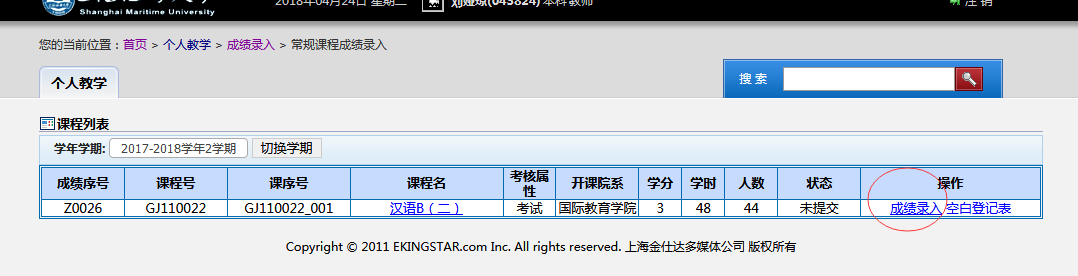 Shanghai Maritime University
2018年04月24日 星期二
(043824) 本科教师
注 销
您的当前位置：首页 > 个人教学 > 成绩录入 > 常规课程成绩录入
个人教学
搜 索
课程列表
学年学期: 2017-2018学年2学期 切换学期
成绩序号 课程号 课序号 课程名 考核属性 开课院系 学分 学时 人数 状态 操作
Z0026 GJ110022 GJ110022_001 汉语B（二） 考试 国际教育学院 3 48 44 未提交 成绩录入 空白登记表
Copyright © 2011 EKINGSTAR.com Inc. All rights reserved. 上海金仕达多媒体公司 版权所有